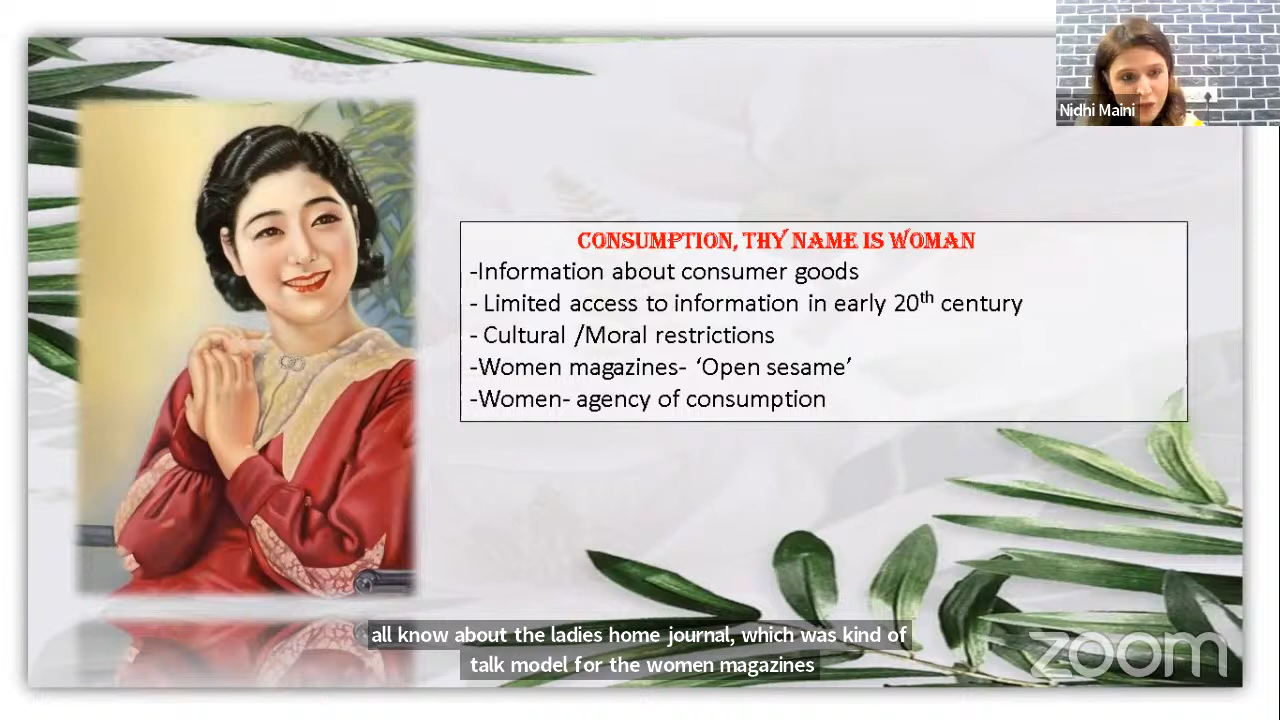 Nidhi Maini
CONSUMPTION, THY NAME IS WOMAN
-Information about consumer goods
- Limited access to information in early 20th century
- Cultural /Moral restrictions
-Women magazines- ‘Open sesame’
-Women- agency of consumption
all know about the ladies home journal, which was kind of
talk model for the women magazines
zoom